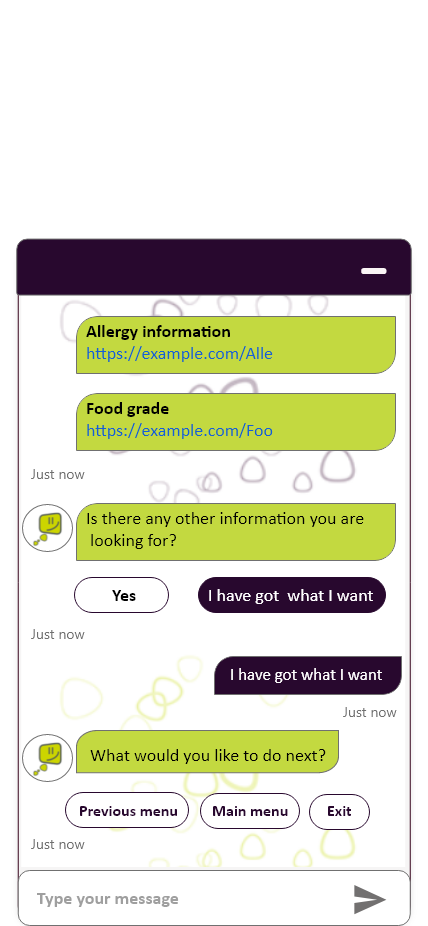 Allergy information
https://example.com/Alle
Food grade
https://example.com/Foo
Just now
Is there any other information you are
looking for?
Yes
I have got  what I want
Just now
I have got what I want
Just now
What would you like to do next?
Previous menu
Main menu
Exit
Just now
Type your message